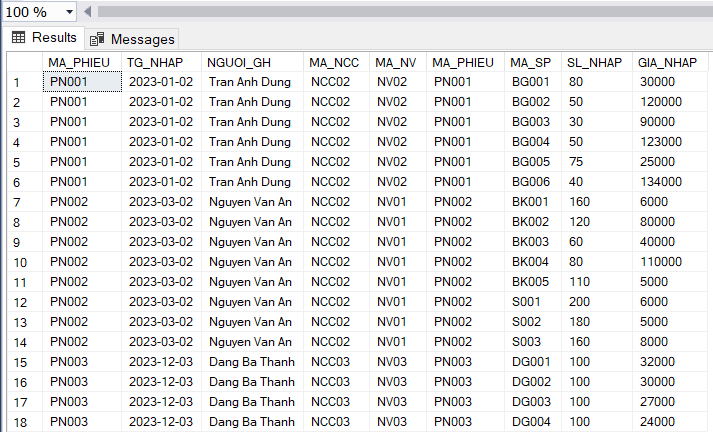 100 %
Results Messages
MA_PHIEU TG_NHAP NGUOI_GH MA_NCC MA_NV MA_PHIEU MA_SP SL_NHAP GIA_NHAP
1 PN001 2023-01-02 Tran Anh Dung NCC02 NV02 PN001 BG001 80 30000
2 PN001 2023-01-02 Tran Anh Dung NCC02 NV02 PN001 BG002 50 120000
3 PN001 2023-01-02 Tran Anh Dung NCC02 NV02 PN001 BG003 30 90000
4 PN001 2023-01-02 Tran Anh Dung NCC02 NV02 PN001 BG004 50 123000
5 PN001 2023-01-02 Tran Anh Dung NCC02 NV02 PN001 BG005 75 25000
6 PN001 2023-01-02 Tran Anh Dung NCC02 NV02 PN001 BG006 40 134000
7 PN002 2023-03-02 Nguyen Van An NCC02 NV01 PN002 BK001 160 6000
8 PN002 2023-03-02 Nguyen Van An NCC02 NV01 PN002 BK002 120 80000
9 PN002 2023-03-02 Nguyen Van An NCC02 NV01 PN002 BK003 60 40000
10 PN002 2023-03-02 Nguyen Van An NCC02 NV01 PN002 BK004 80 110000
11 PN002 2023-03-02 Nguyen Van An NCC02 NV01 PN002 BK005 110 5000
12 PN002 2023-03-02 Nguyen Van An NCC02 NV01 PN002 S001 200 6000
13 PN002 2023-03-02 Nguyen Van An NCC02 NV01 PN002 S002 180 5000
14 PN002 2023-03-02 Nguyen Van An NCC02 NV01 PN002 S003 160 8000
15 PN003 2023-12-03 Dang Ba Thanh NCC03 NV03 PN003 DG001 100 32000
16 PN003 2023-12-03 Dang Ba Thanh NCC03 NV03 PN003 DG002 100 30000
17 PN003 2023-12-03 Dang Ba Thanh NCC03 NV03 PN003 DG003 100 27000
18 PN003 2023-12-03 Dang Ba Thanh NCC03 NV03 PN003 DG004 100 24000